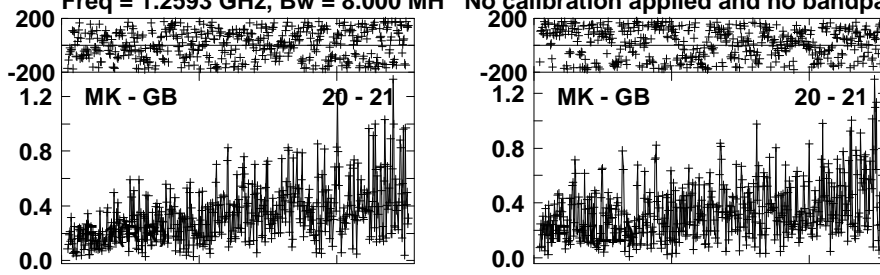 Freq = 1.2593 GHz, Bw = 8.000 MH No calibration applied and no bandpa
200 200
-200 -200
1.2 MK - GB 20 - 21 1.2 MK - GB 20 - 21
0.8 0.8
0.4 0.4
0.0 0.0